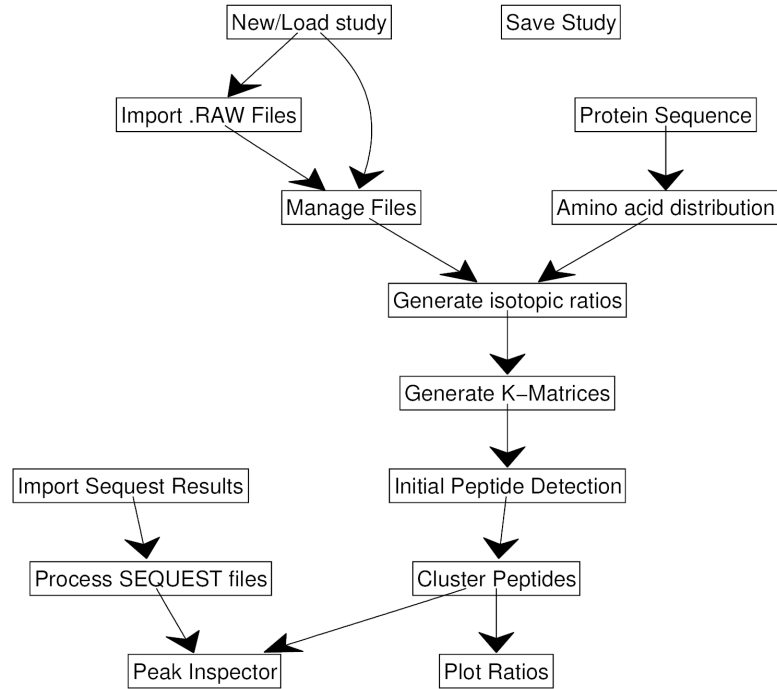 New/Load study
Save Study
Import .RAW Files
Protein Sequence
Manage Files
Amino acid distribution
Generate isotopic ratios
Generate K−Matrices
Import Sequest Results
Initial Peptide Detection
Process SEQUEST files
Cluster Peptides
Peak Inspector
Plot Ratios